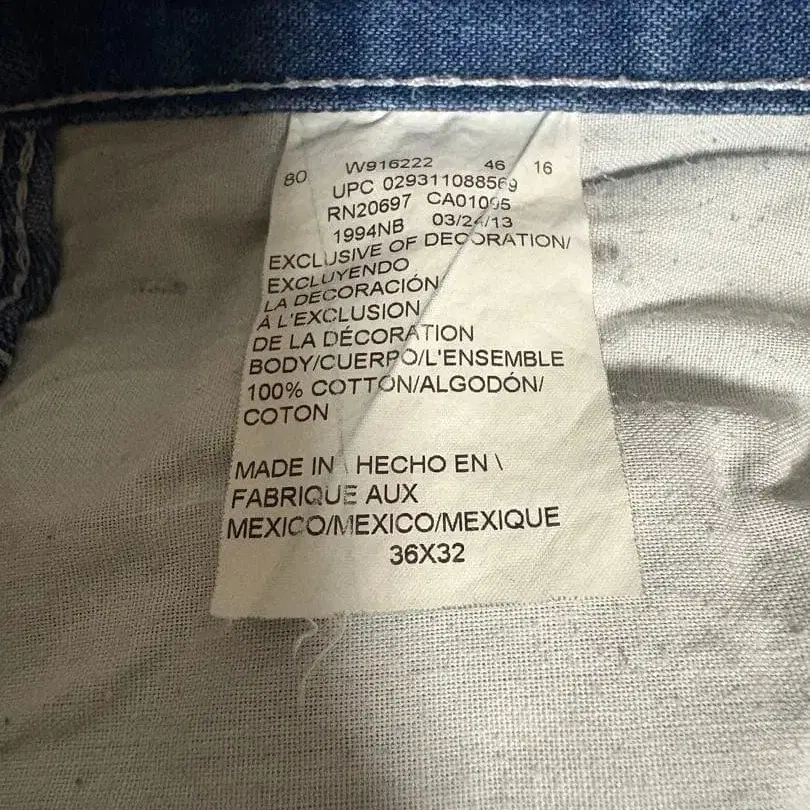 80 W916222 46 16
UPC 029311088569
RN20697 CA01095
1994NB 03/24/13
EXCLUSIVE OF DECORATION/
EXCLUYENDO
LA DECORACIÓN
À L'EXCLUSION
DE LA DÉCORATION
BODY/CUERPO/L'ENSEMBLE
100% COTTON/ALGODÓN/
COTON
MADE IN \ HECHO EN \
FABRIQUE AUX
MEXICO/MEXICO/MEXIQUE
36X32